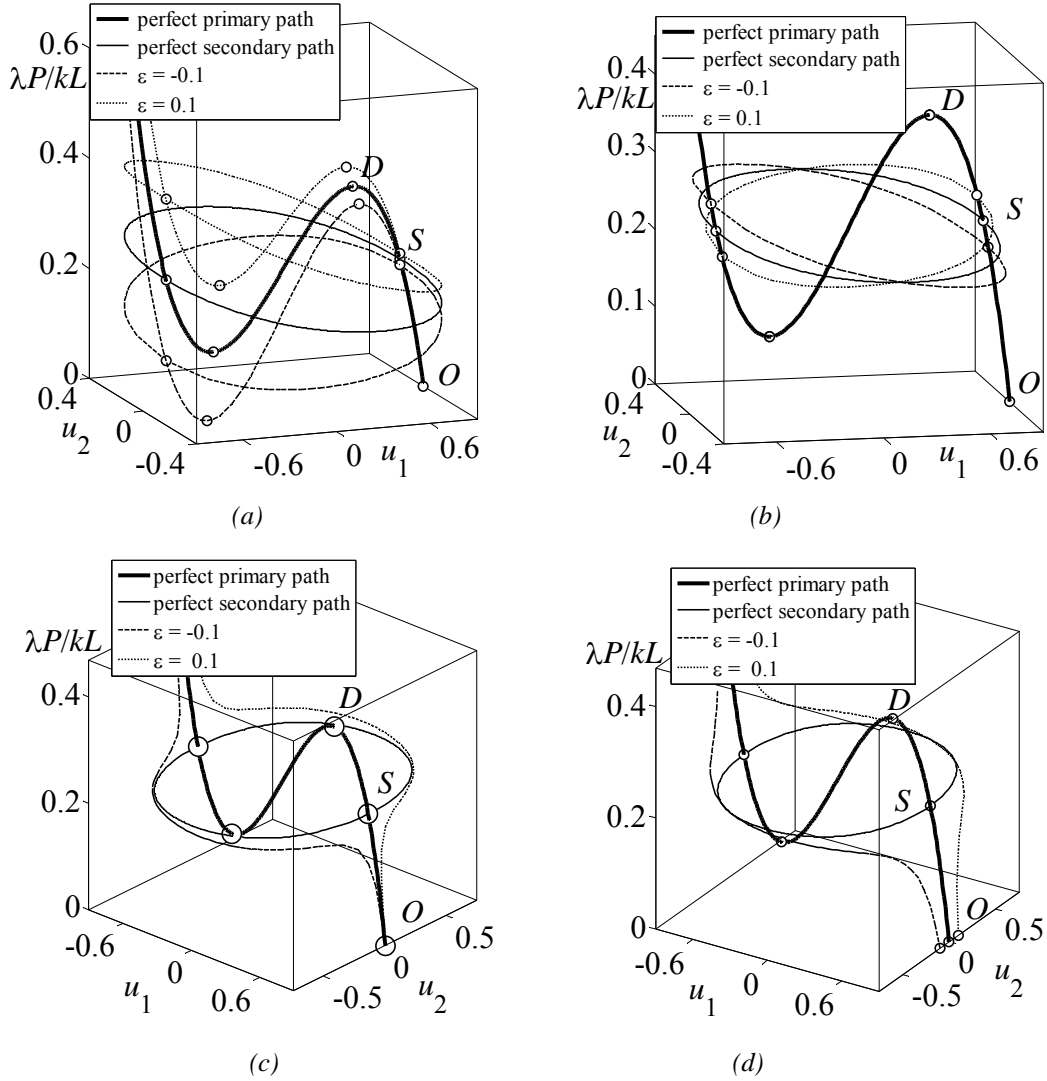 perfect primary path
perfect secondary path
ε = -0.1
ε = 0.1
λP/kL
0.6
0.4
0.2
0
0.4
0
-0.4
u2
-0.6
0
u1
0.6
D
S
O
(a)
perfect primary path
perfect secondary path
ε = -0.1
ε = 0.1
λP/kL
0.4
0.3
0.2
0.1
0
0.4
0
-0.4
u2
-0.6
0
u1
0.6
D
S
O
(b)
perfect primary path
perfect secondary path
ε = -0.1
ε = 0.1
λP/kL
0.4
0.2
0
-0.6
0
0.6
u1
-0.5
0
0.5
u2
D
S
O
(c)
perfect primary path
perfect secondary path
ε = -0.1
ε = 0.1
λP/kL
0.4
0.2
0
-0.6
0
0.6
u1
-0.5
0
0.5
u2
D
S
O
(d)